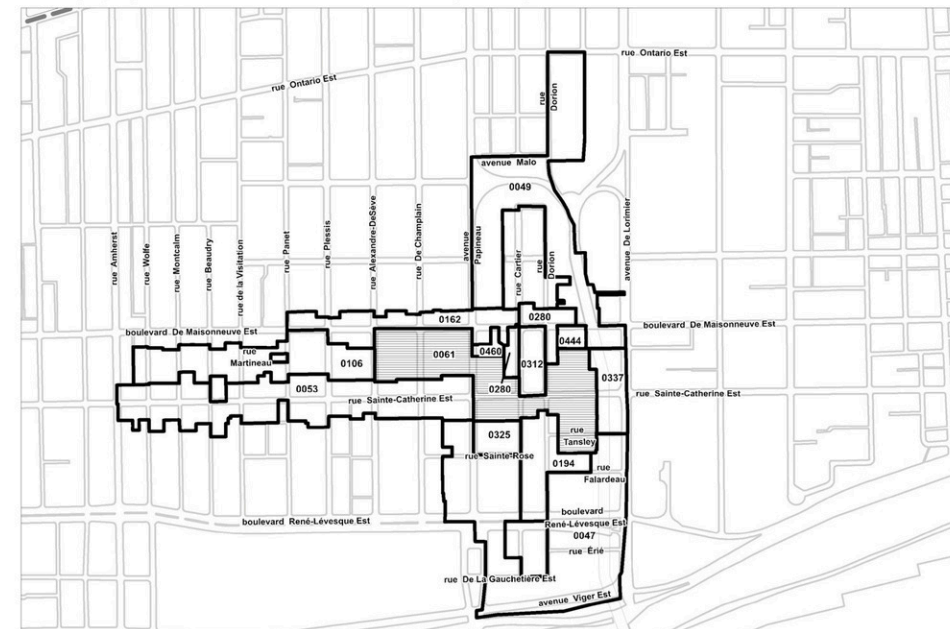 rue Ontario Est
rue Ontario Est
rue
Dorion
avenue Malo
0049
rue Amherst
rue Wolfe
rue Montcalm
rue Beaudry
rue de la Visitation
rue Panet
rue Plessis
rue Alexandre-DeSève
rue De Champlain
avenue
Papineau
rue Cartier
rue
Dorion
avenue De Lorimier
0162
0280
boulevard De Maisonneuve Est
boulevard De Maisonneuve Est
0444
rue
Martineau
0106
0061
0460
0312
0337
0053
0280
rue Sainte-Catherine Est
rue Sainte-Catherine Est
0325
rue
Tansley
rue Sainte-Rose
0194
rue
Falardeau
boulevard
René-Lévesque Est
boulevard René-Lévesque Est
0047
rue Érié
rue De La Gauchetière Est
avenue Viger Est